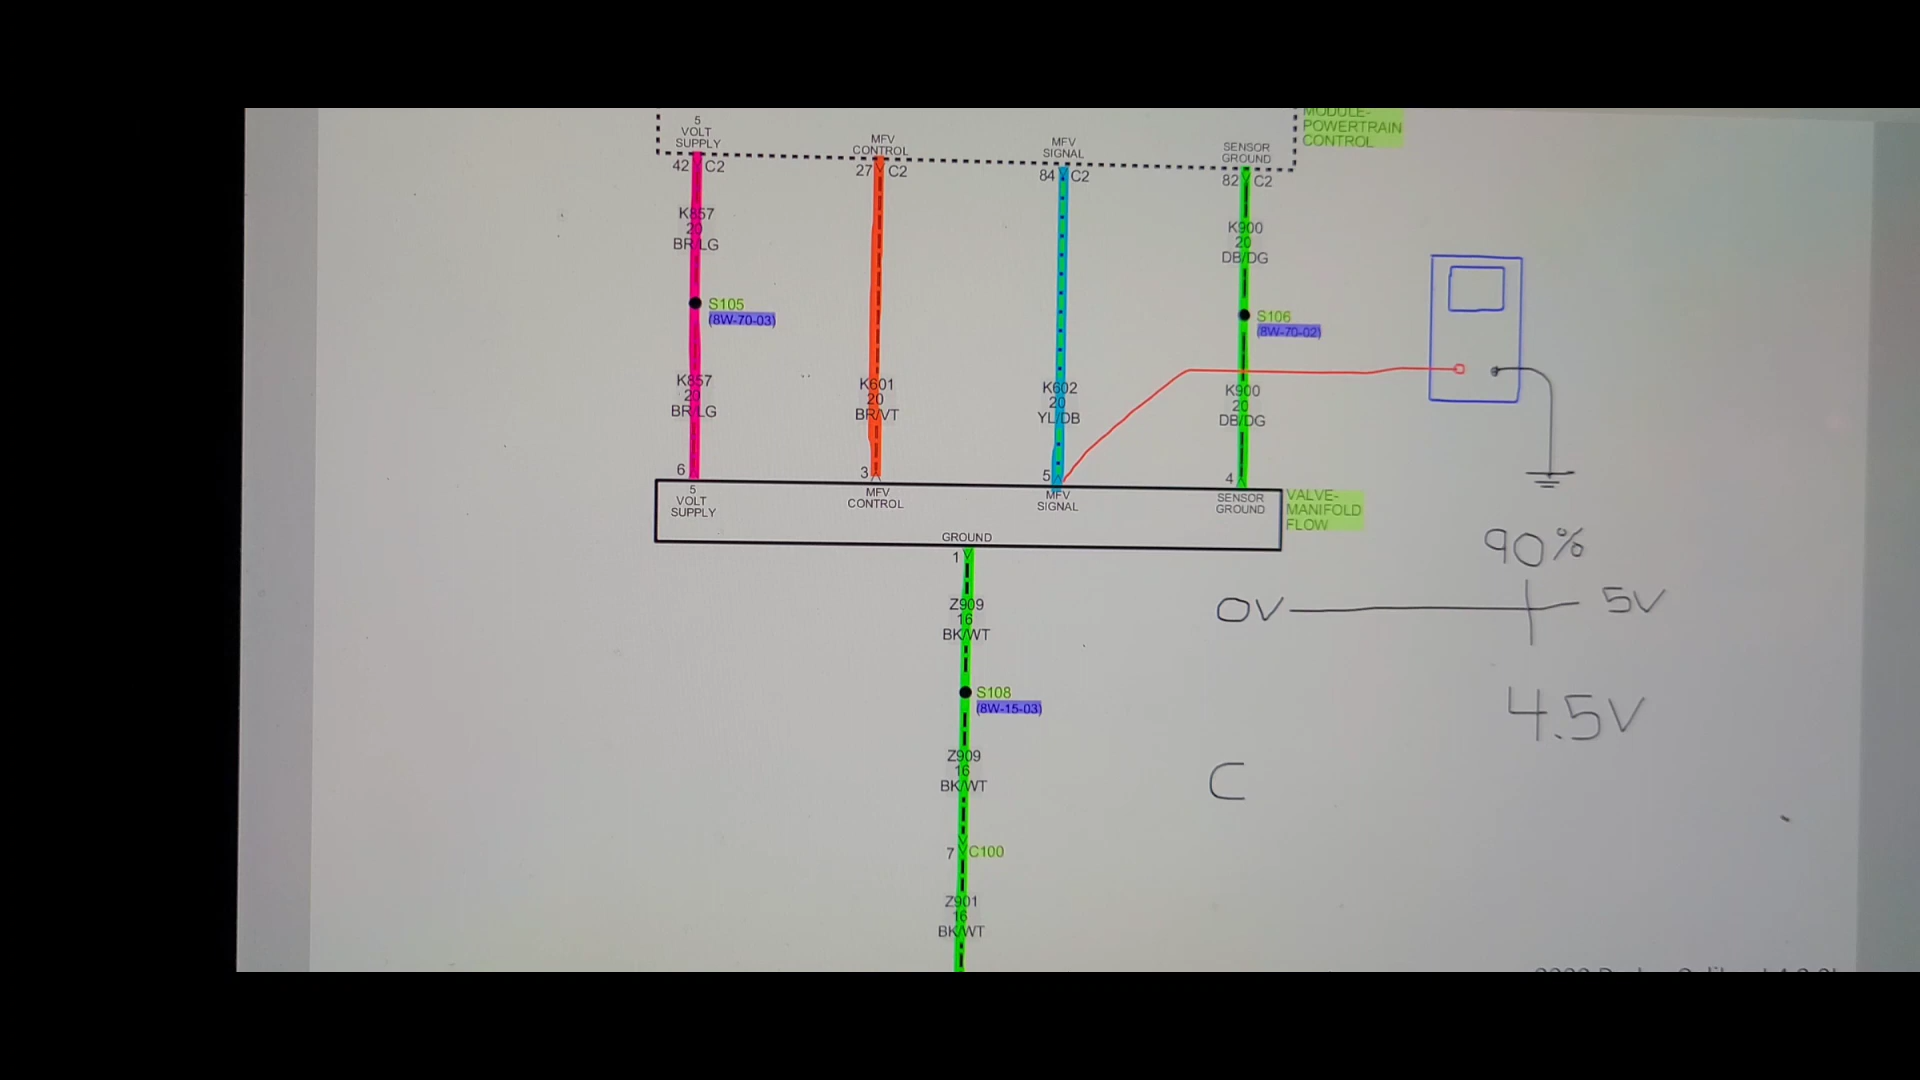 MODULE-
POWERTRAIN
CONTROL
5
VOLT
SUPPLY
MFV
CONTROL
MFV
SIGNAL
SENSOR
GROUND
42 C2
27 C2
84 C2
82 C2
K857
20
BR/LG
K900
20
DB/DG
S105
(8W-70-03)
S106
(8W-70-02)
K857
20
BR/LG
K601
20
BR/VT
K602
20
YL/DB
K900
20
DB/DG
6
3
5
4
5
VOLT
SUPPLY
MFV
CONTROL
MFV
SIGNAL
SENSOR
GROUND
VALVE-
MANIFOLD
FLOW
GROUND
1
90%
0V
5V
Z909
16
BK/WT
S108
(8W-15-03)
4.5V
Z909
16
BK/WT
C
7 C100
Z901
16
BK/WT